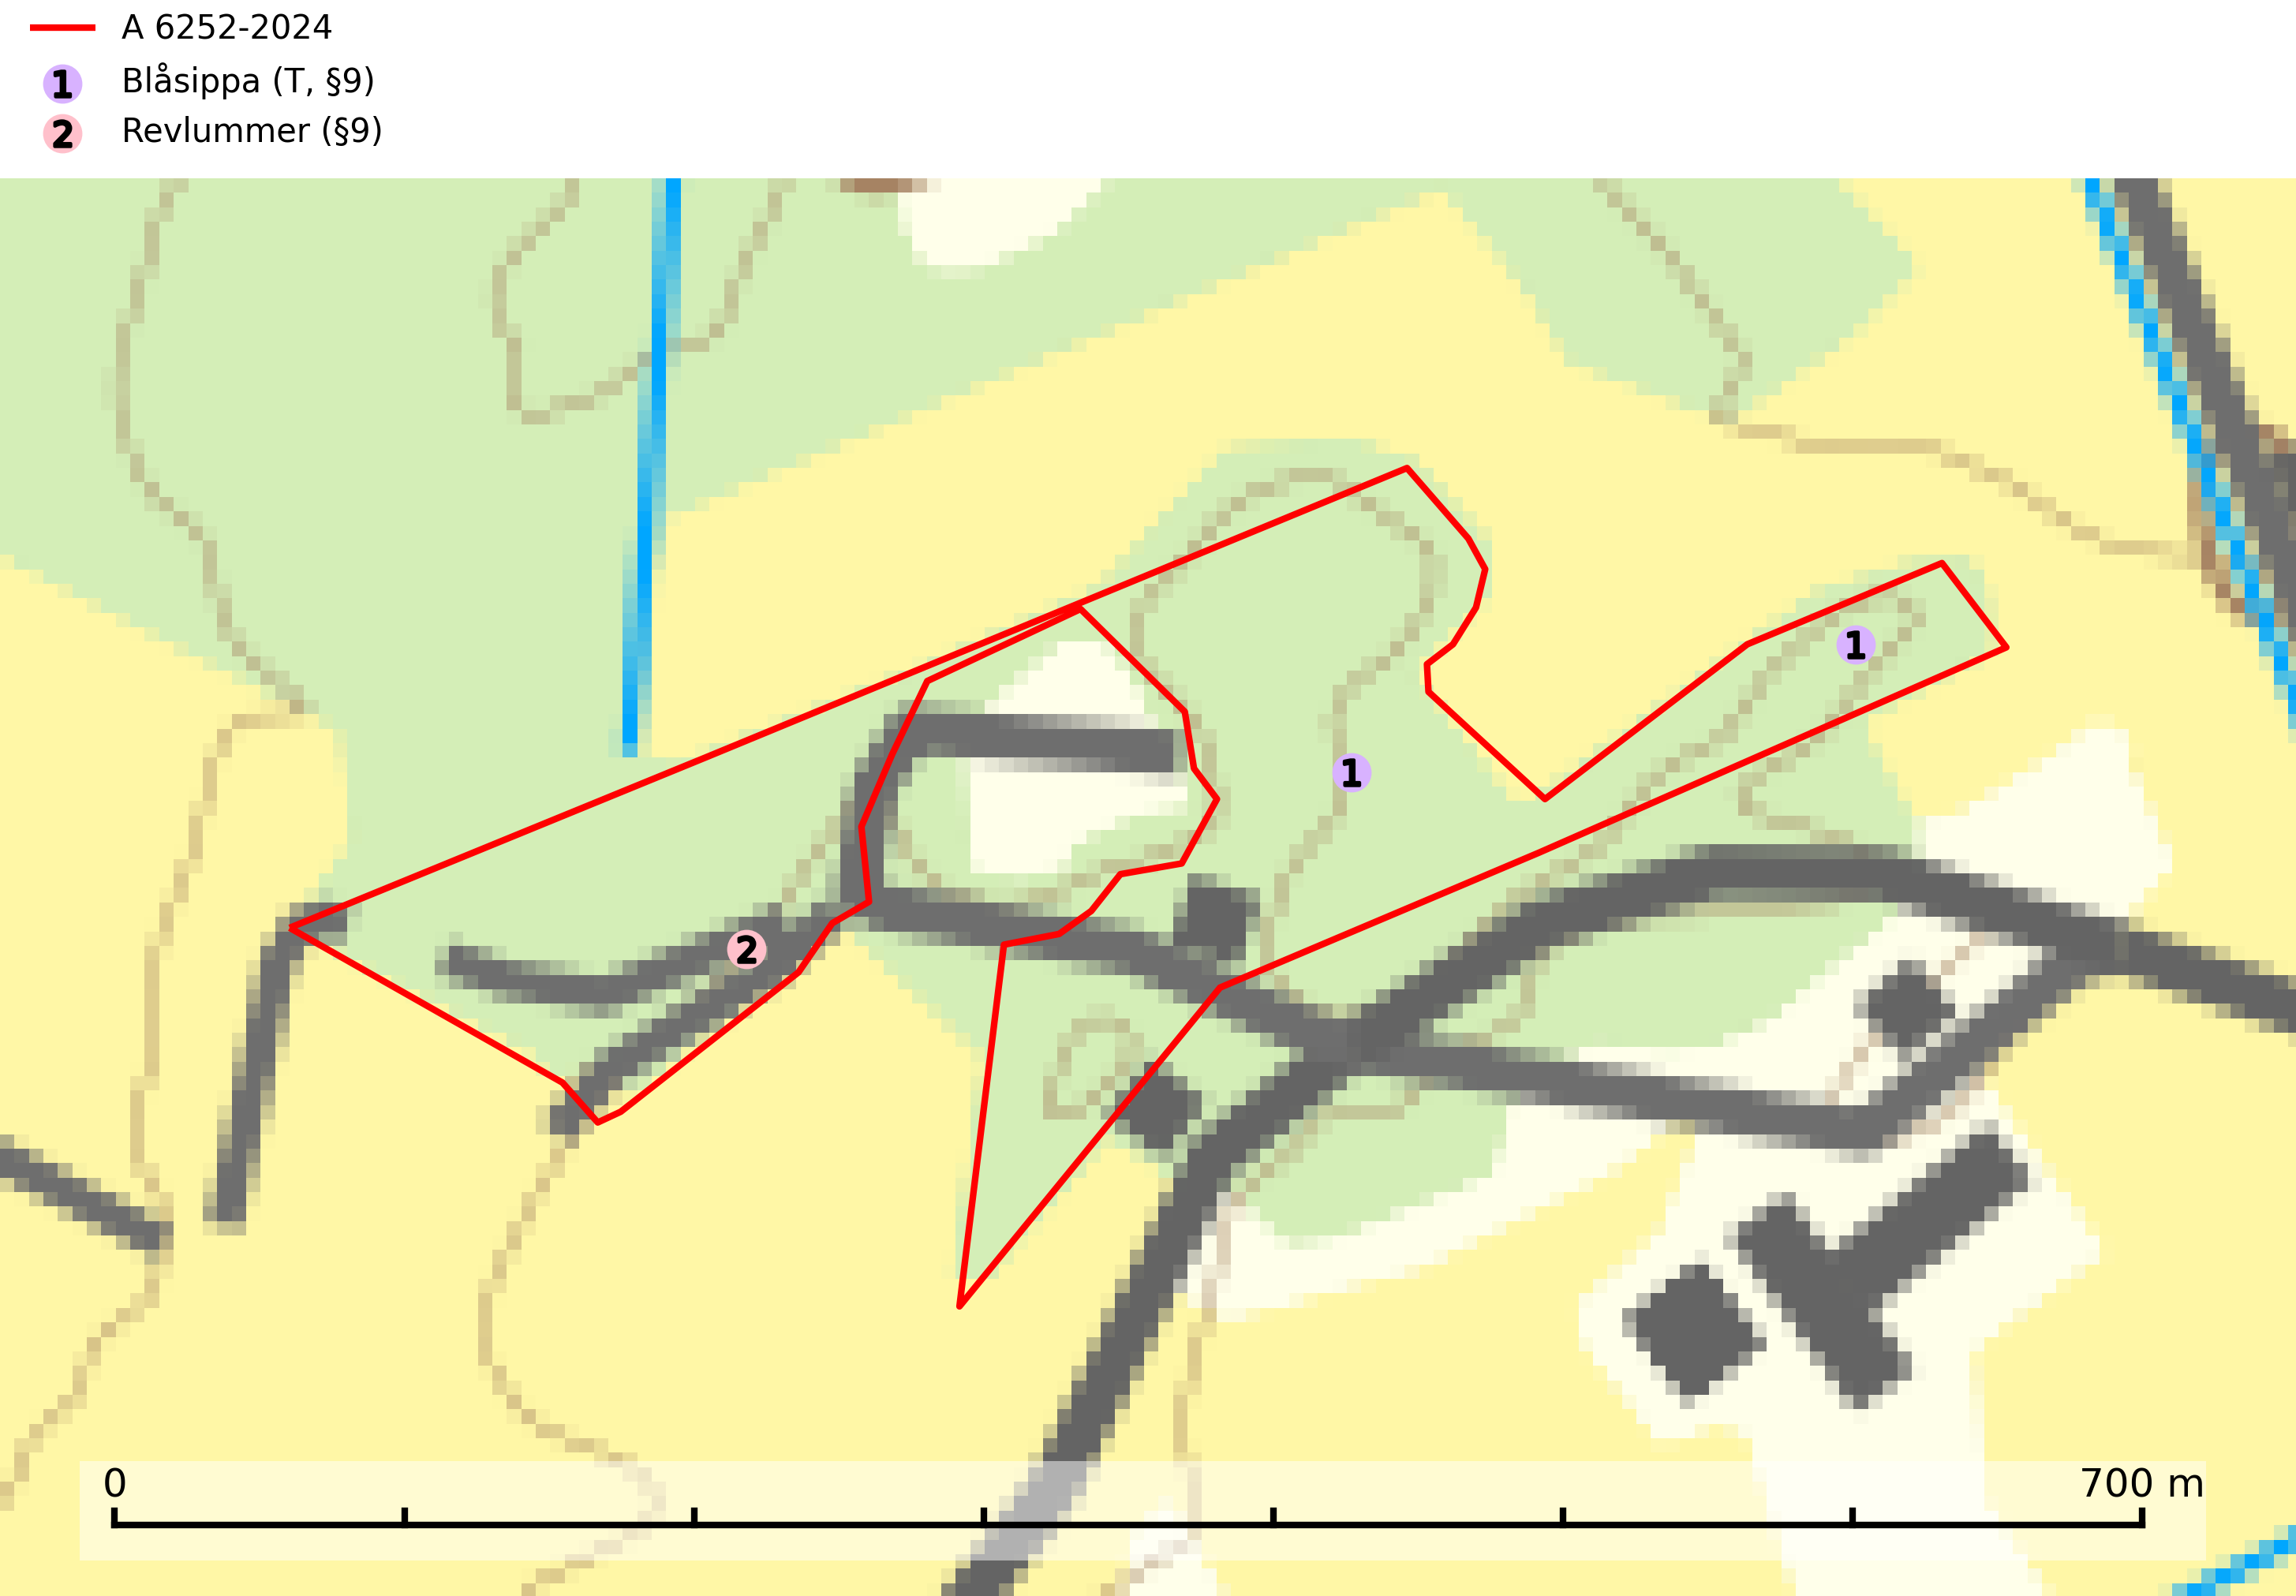 A 6252-2024
1 Blåsippa (T, §9)
2 Revlummer (§9)
1
1
2
0 700 m